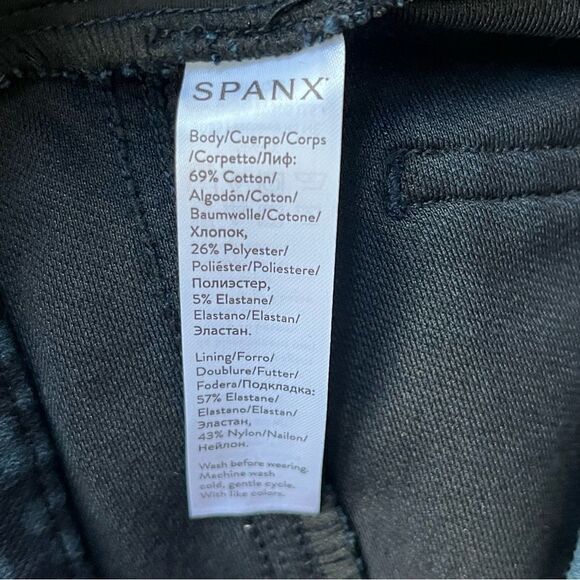 SPANX
Body/Cuerpo/Corps
/Corpetto/Лиф:
69% Cotton/
Algodón/Coton/
Baumwolle/Cotone/
Хлопок,
26% Polyester/
Poliéster/Poliestere/
Полиэстер,
5% Elastane/
Elastano/Elastan/
Эластан.
Lining/Forro/
Doublure/Futter/
Fodera/Подкладка:
57% Elastane/
Elastano/Elastan/
Эластан,
43% Nylon/Nailon/
Нейлон.
Wash before wearing.
Machine wash
cold, gentle cycle.
With like colors.